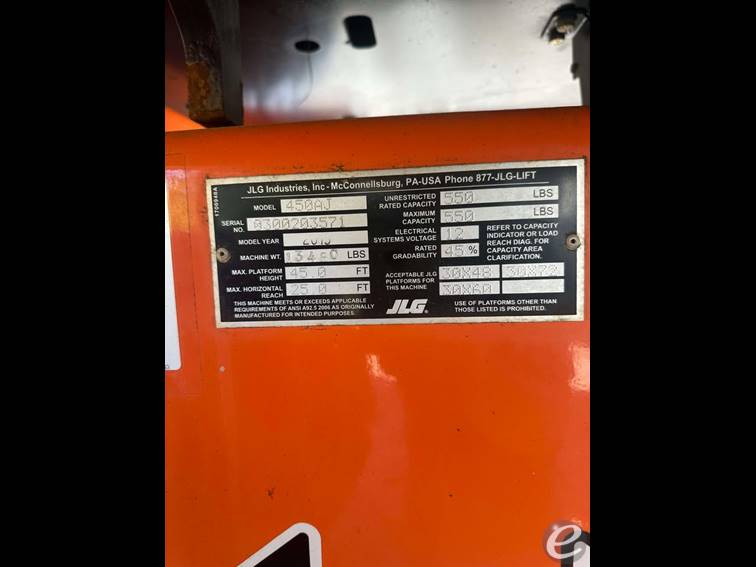 JLG Industries, Inc - McConnellsburg, PA-USA Phone 877-JLG-LIFT
1706948A
MODEL 450AJ
SERIAL NO. 0300203571
MODEL YEAR
MACHINE WT. LBS
MAX. PLATFORM HEIGHT 45.0 FT
MAX. HORIZONTAL REACH 25.0 FT
THIS MACHINE MEETS OR EXCEEDS APPLICABLE
REQUIREMENTS OF ANSI A92.5 2006 AS ORIGINALLY
MANUFACTURED FOR INTENDED PURPOSES.
UNRESTRICTED RATED CAPACITY 550 LBS
MAXIMUM CAPACITY 550 LBS
ELECTRICAL SYSTEMS VOLTAGE 12
RATED GRADABILITY 45 %
REFER TO CAPACITY
INDICATOR OR LOAD
REACH DIAG. FOR
CAPACITY AREA
CLARIFICATION.
ACCEPTABLE JLG PLATFORMS FOR THIS MACHINE
30X48 30X72
30X60
JLG
USE OF PLATFORMS OTHER THAN
THOSE LISTED IS PROHIBITED.
e